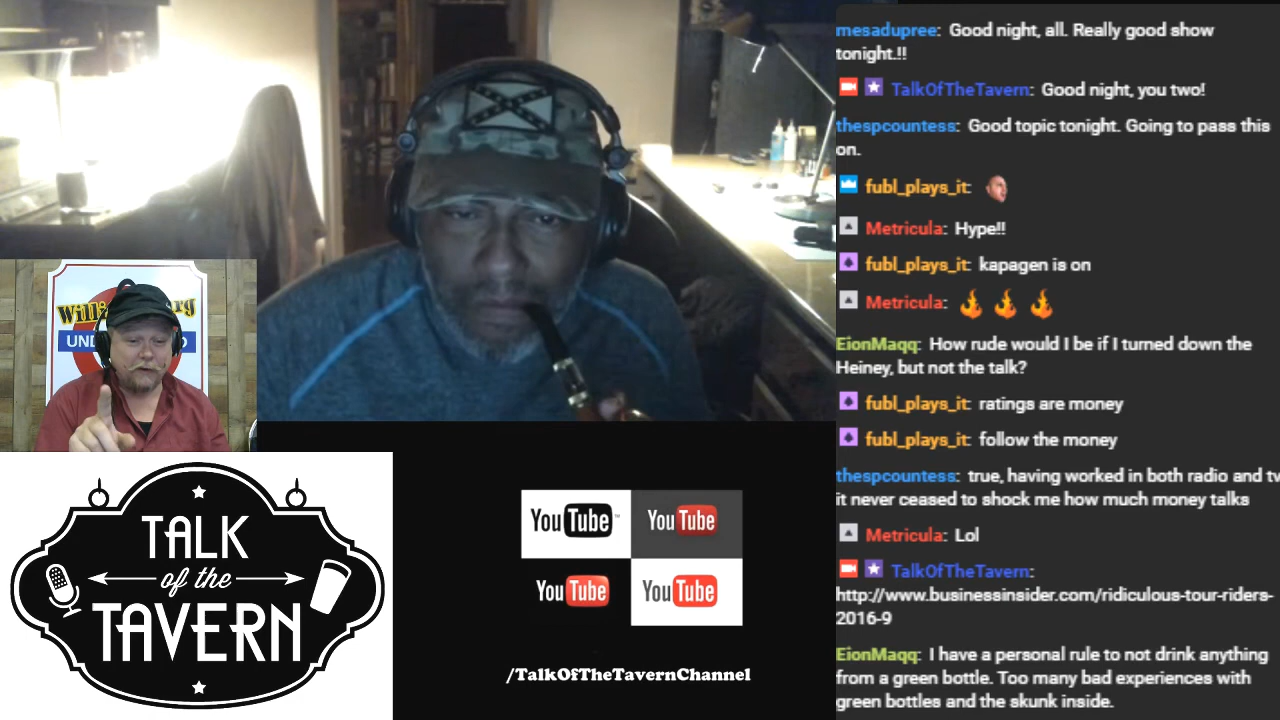 mesadupree: Good night, all. Really good show
tonight.!!
TalkOfTheTavern: Good night, you two!
thespcountess: Good topic tonight. Going to pass this
on.
fubl_plays_it:
Metricula: Hype!!
fubl_plays_it: kapagen is on
Metricula:
EionMaqq: How rude would I be if I turned down the
Heiney, but not the talk?
fubl_plays_it: ratings are money
fubl_plays_it: follow the money
thespcountess: true, having worked in both radio and tv
it never ceased to shock me how much money talks
Metricula: Lol
TalkOfTheTavern:
http://www.businessinsider.com/ridiculous-tour-riders-
2016-9
EionMaqq: I have a personal rule to not drink anything
from a green bottle. Too many bad experiences with
green bottles and the skunk inside.
TALK
of the
TAVERN
YouTube™ YouTube
YouTube YouTube
/TalkOfTheTavernChannel